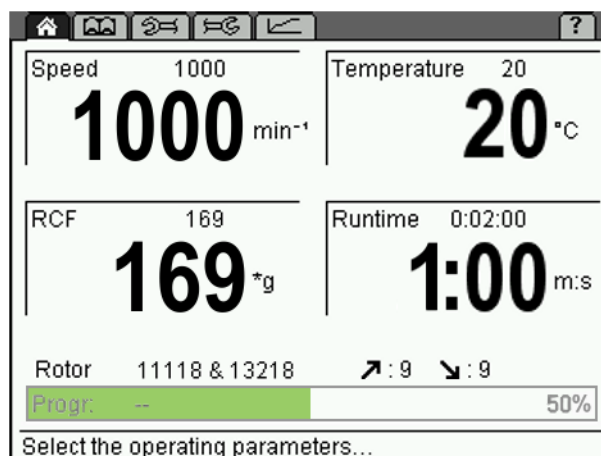 ?
Speed 1000
1000 min⁻¹
Temperature 20
20 °C
RCF 169
169 *g
Runtime 0:02:00
1:00 m:s
Rotor 11118 & 13218 ↗: 9 ↘: 9
Progr: -- 50%
Select the operating parameters...